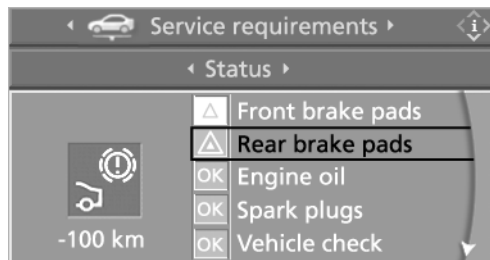 Service requirements
Status
Front brake pads
Rear brake pads
OK Engine oil
OK Spark plugs
OK Vehicle check
-100 km